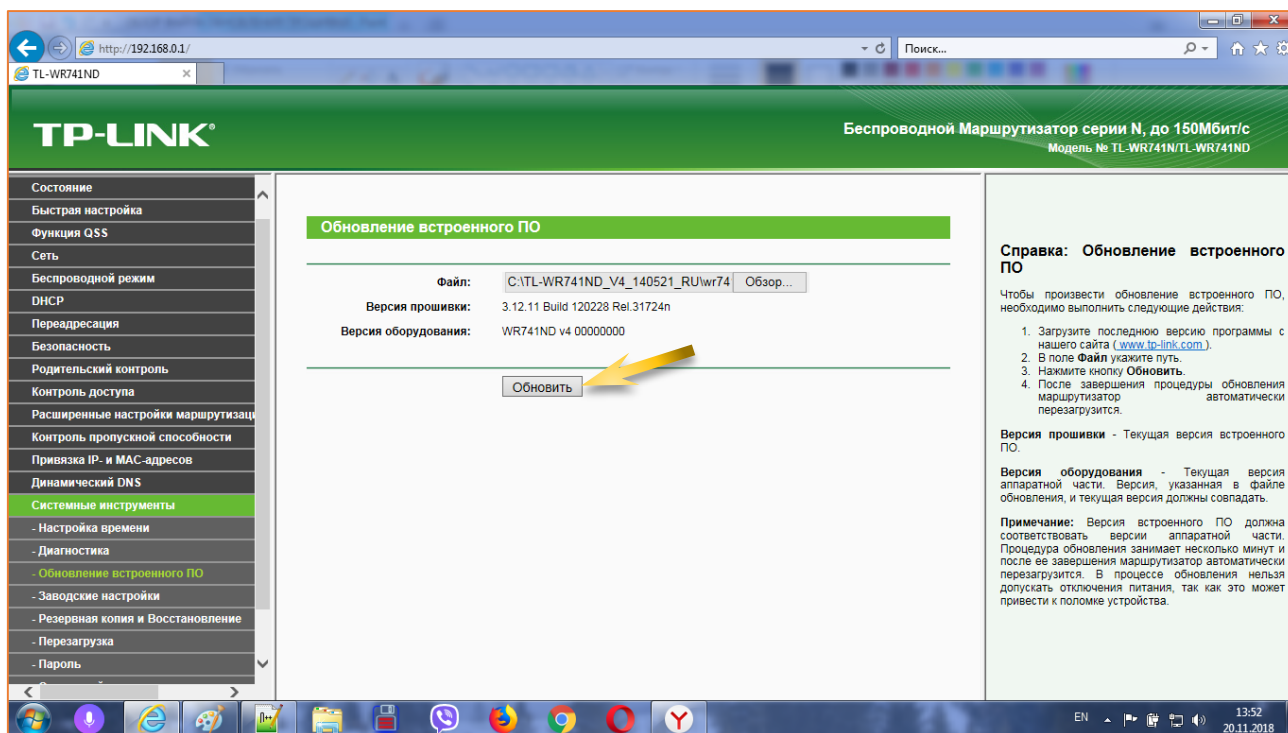 http://192.168.0.1/
Поиск...
TL-WR741ND
TP-LINK®
Беспроводной Маршрутизатор серии N, до 150Мбит/с
Модель № TL-WR741N/TL-WR741ND
Состояние
Быстрая настройка
Функция QSS
Сеть
Беспроводной режим
DHCP
Переадресация
Безопасность
Родительский контроль
Контроль доступа
Расширенные настройки маршрутизаци
Контроль пропускной способности
Привязка IP- и MAC-адресов
Динамический DNS
Системные инструменты
- Настройка времени
- Диагностика
- Обновление встроенного ПО
- Заводские настройки
- Резервная копия и Восстановление
- Перезагрузка
- Пароль
Обновление встроенного ПО
Файл: C:\TL-WR741ND_V4_140521_RU\wr74 Обзор...
Версия прошивки: 3.12.11 Build 120228 Rel.31724n
Версия оборудования: WR741ND v4 00000000
Обновить
Справка: Обновление встроенного
ПО
Чтобы произвести обновление встроенного ПО,
необходимо выполнить следующие действия:
1. Загрузите последнюю версию программы с
нашего сайта ( www.tp-link.com ).
2. В поле Файл укажите путь.
3. Нажмите кнопку Обновить.
4. После завершения процедуры обновления
маршрутизатор автоматически
перезагрузится.
Версия прошивки - Текущая версия встроенного
ПО.
Версия оборудования - Текущая версия
аппаратной части. Версия, указанная в файле
обновления, и текущая версия должны совпадать.
Примечание: Версия встроенного ПО должна
соответствовать версии аппаратной части.
Процедура обновления занимает несколько минут и
после ее завершения маршрутизатор автоматически
перезагрузится. В процессе обновления нельзя
допускать отключения питания, так как это может
привести к поломке устройства.
EN
13:52
20.11.2018